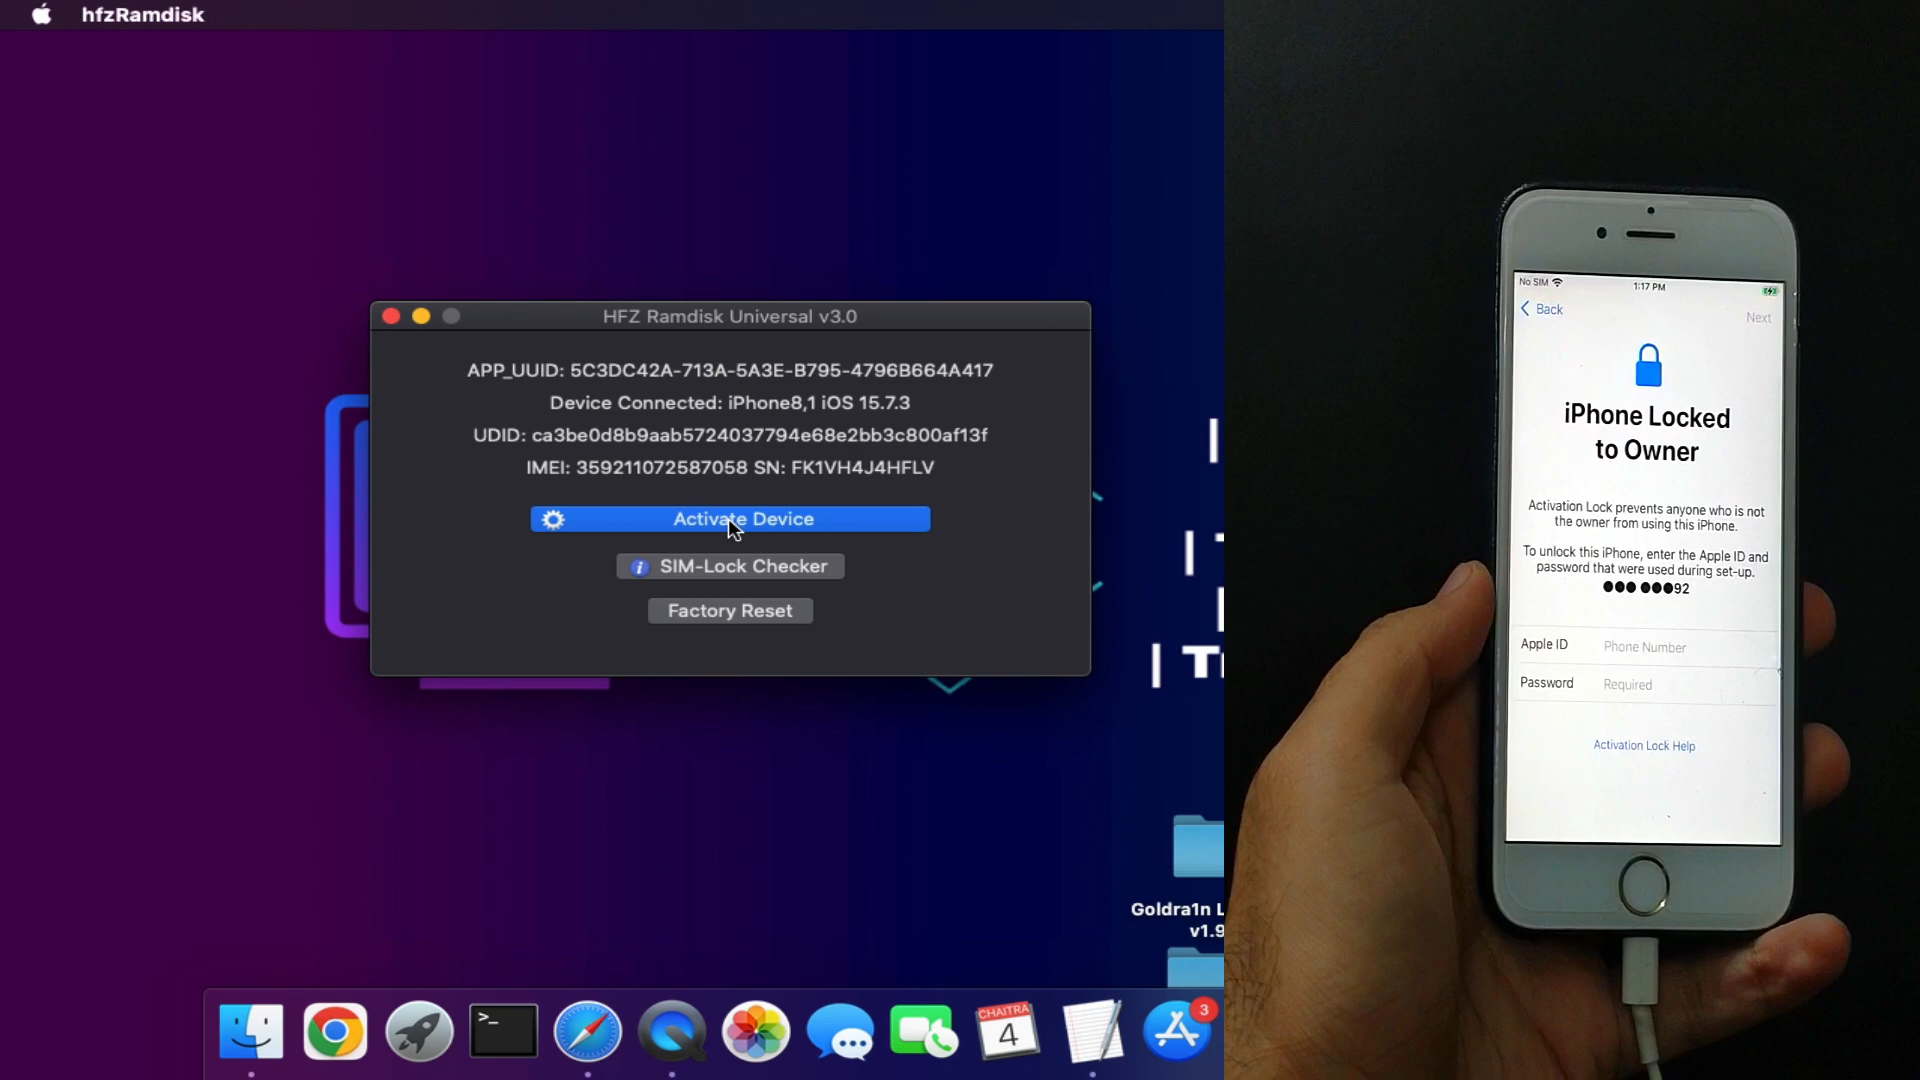 hfzRamdisk
HFZ Ramdisk Universal v3.0
APP_UUID: 5C3DC42A-713A-5A3E-B795-4796B664A417
Device Connected: iPhone8,1 iOS 15.7.3
UDID: ca3be0d8b9aab5724037794e68e2bb3c800af13f
IMEI: 359211072587058 SN: FK1VH4J4HFLV
Activate Device
SIM-Lock Checker
Factory Reset
Goldra1n L
v1.9
CHAITRA
4
3
No SIM
1:17 PM
Back
Next
iPhone Locked
to Owner
Activation Lock prevents anyone who is not
the owner from using this iPhone.
To unlock this iPhone, enter the Apple ID and
password that were used during set-up.
●●● ●●●92
Apple ID Phone Number
Password Required
Activation Lock Help